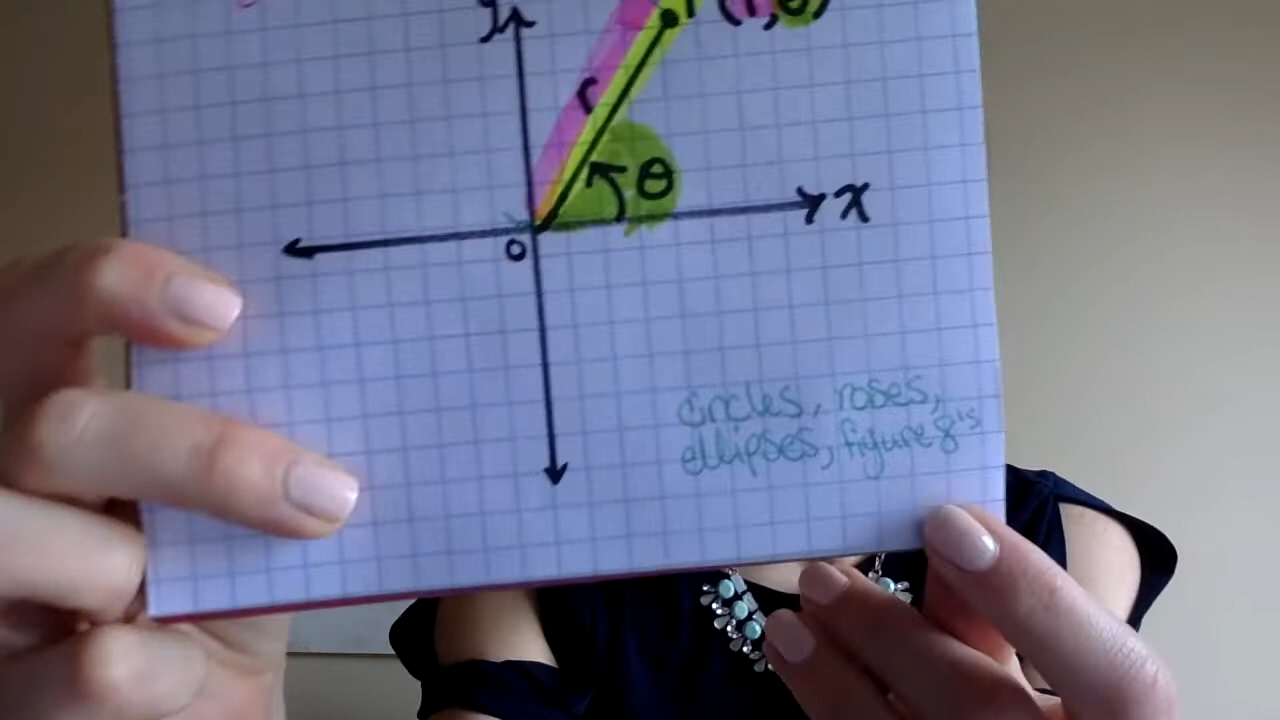 y
(r, θ)
r
θ
x
0
circles, roses,
ellipses, figure 8's